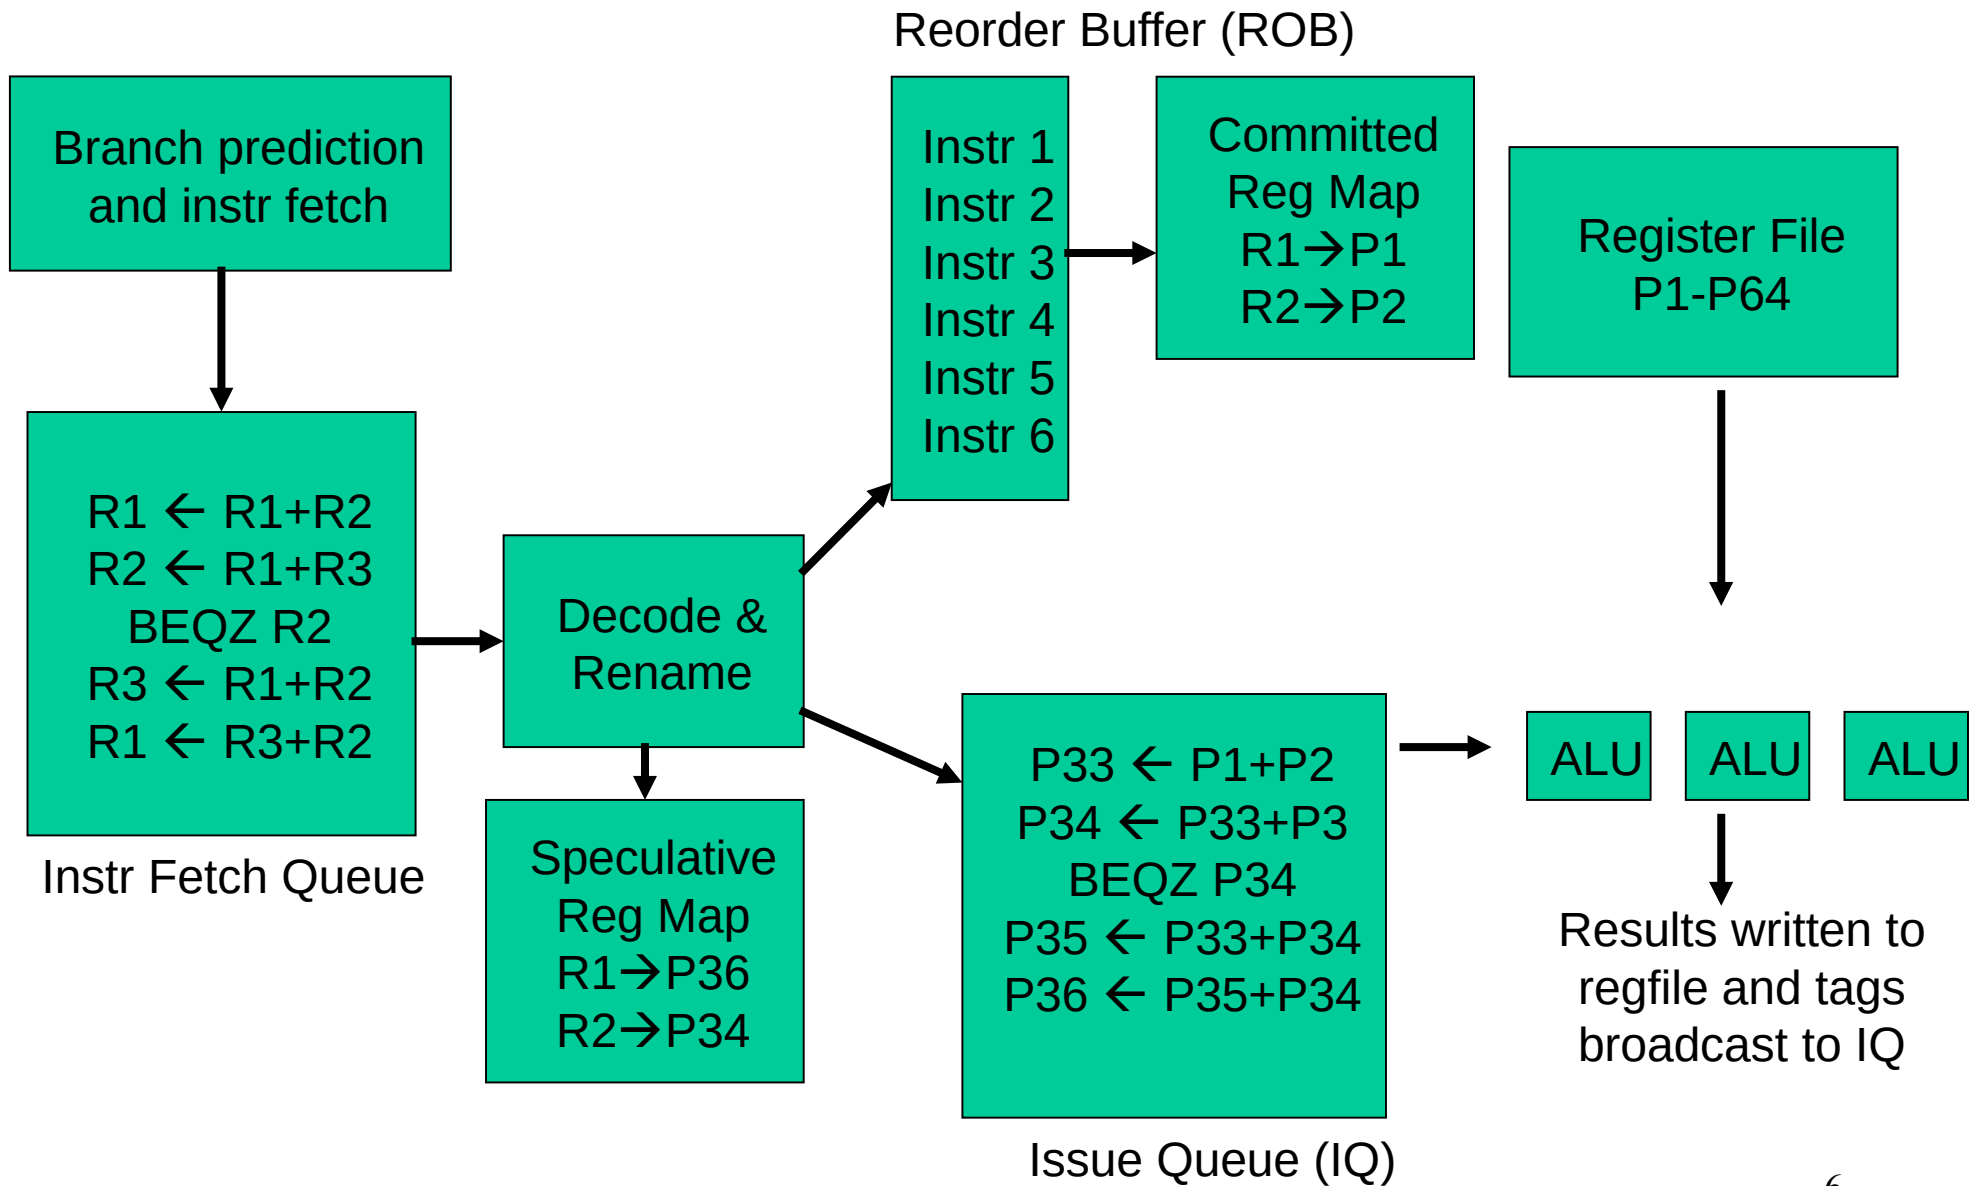 Reorder Buffer (ROB)
Branch prediction
and instr fetch
Instr 1
Instr 2
Instr 3
Instr 4
Instr 5
Instr 6
Committed
Reg Map
R1→P1
R2→P2
Register File
P1-P64
R1 ← R1+R2
R2 ← R1+R3
BEQZ R2
R3 ← R1+R2
R1 ← R3+R2
Instr Fetch Queue
Decode &
Rename
Speculative
Reg Map
R1→P36
R2→P34
P33 ← P1+P2
P34 ← P33+P3
BEQZ P34
P35 ← P33+P34
P36 ← P35+P34
Issue Queue (IQ)
ALU
ALU
ALU
Results written to
regfile and tags
broadcast to IQ